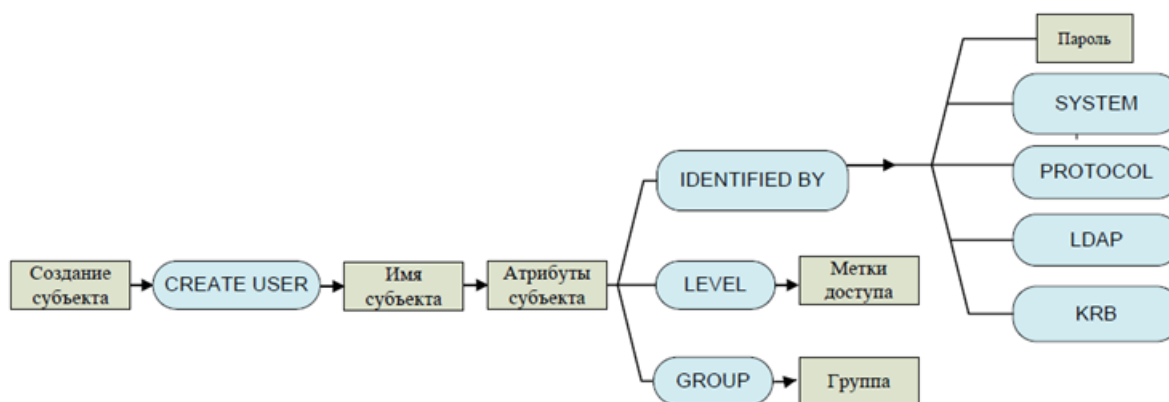 Пароль
SYSTEM
IDENTIFIED BY
PROTOCOL
LDAP
Создание
субъекта
CREATE USER
Имя
субъекта
Атрибуты
субъекта
LEVEL
Метки
доступа
KRB
GROUP
Группа